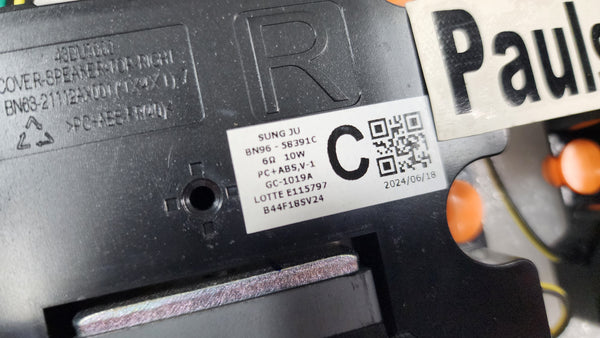 COVER-SPEAKER-TOP-RIGHT
R
Pauls
SUNG JU
BN96 - 58391C
6Ω 10W
PC+ABS,V-1
GC-1019A
LOTTE E115797
B44F18SV24
C
2024/06/18